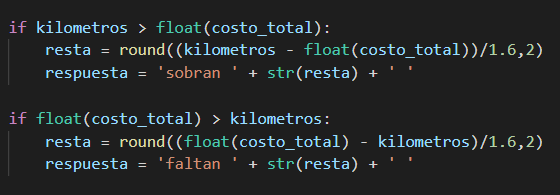 if kilometros > float(costo_total):
    resta = round((kilometros - float(costo_total))/1.6,2)
    respuesta = 'sobran ' + str(resta) + ' '
if float(costo_total) > kilometros:
    resta = round((float(costo_total) - kilometros)/1.6,2)
    respuesta = 'faltan ' + str(resta) + ' '